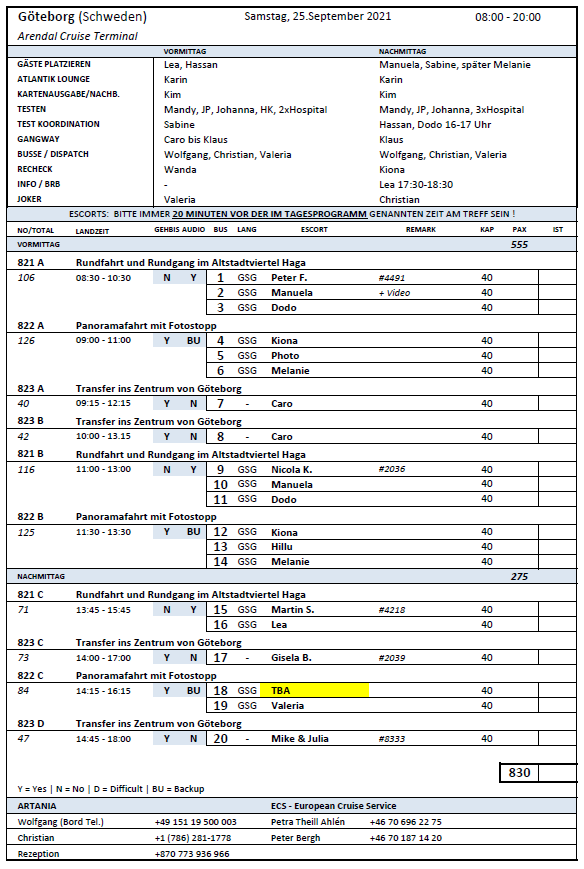 Göteborg (Schweden) Samstag, 25.September 2021 08:00 - 20:00
Arendal Cruise Terminal
VORMITTAG NACHMITTAG
GÄSTE PLATZIEREN Lea, Hassan Manuela, Sabine, später Melanie
ATLANTIK LOUNGE Karin Karin
KARTENAUSGABE/NACHB. Kim Kim
TESTEN Mandy, JP, Johanna, HK, 2xHospital Mandy, JP, Johanna, 3xHospital
TEST KOORDINATION Sabine Hassan, Dodo 16-17 Uhr
GANGWAY Caro bis Klaus Klaus
BUSSE / DISPATCH Wolfgang, Christian, Valeria Wolfgang, Christian, Valeria
RECHECK Wanda Kiona
INFO / BRB - Lea 17:30-18:30
JOKER Valeria Christian
ESCORTS: BITTE IMMER 20 MINUTEN VOR DER IM TAGESPROGRAMM GENANNTEN ZEIT AM TREFF SEIN !
NO/TOTAL LANDZEIT GEHBIS AUDIO BUS LANG ESCORT REMARK KAP PAX IST
VORMITTAG 555
821 A Rundfahrt und Rundgang im Altstadtviertel Haga
106 08:30 - 10:30 N Y 1 GSG Peter F. #4491 40
2 GSG Manuela + Video 40
3 GSG Dodo 40
822 A Panoramafahrt mit Fotostopp
126 09:00 - 11:00 Y BU 4 GSG Kiona 40
5 GSG Photo 40
6 GSG Melanie 40
823 A Transfer ins Zentrum von Göteborg
40 09:15 - 12:15 Y N 7 - Caro 40
823 B Transfer ins Zentrum von Göteborg
42 10:00 - 13.15 Y N 8 - Caro 40
821 B Rundfahrt und Rundgang im Altstadtviertel Haga
116 11:00 - 13:00 N Y 9 GSG Nicola K. #2036 40
10 GSG Manuela 40
11 GSG Dodo 40
822 B Panoramafahrt mit Fotostopp
125 11:30 - 13:30 Y BU 12 GSG Kiona 40
13 GSG Hillu 40
14 GSG Melanie 40
NACHMITTAG 275
821 C Rundfahrt und Rundgang im Altstadtviertel Haga
71 13:45 - 15:45 N Y 15 GSG Martin S. #4218 40
16 GSG Lea 40
823 C Transfer ins Zentrum von Göteborg
73 14:00 - 17:00 Y N 17 - Gisela B. #2039 40
822 C Panoramafahrt mit Fotostopp
84 14:15 - 16:15 Y BU 18 GSG TBA 40
19 GSG Valeria 40
823 D Transfer ins Zentrum von Göteborg
47 14:45 - 18:00 Y N 20 - Mike & Julia #8333 40
830
Y = Yes | N = No | D = Difficult | BU = Backup
ARTANIA ECS - European Cruise Service
Wolfgang (Bord Tel.) +49 151 19 500 003 Petra Theill Ahlén +46 70 696 22 75
Christian +1 (786) 281-1778 Peter Bergh +46 70 187 14 20
Rezeption +870 773 936 966